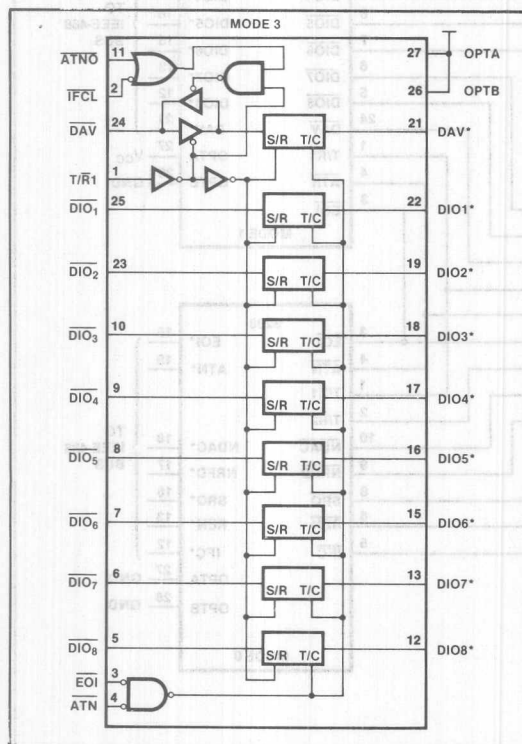 MODE 3
ATNO 11
27 OPTA
IFCL 2
26 OPTB
DAV 24
S/R T/C 21 DAV*
T/R1 1
DIO1 25
S/R T/C 22 DIO1*
DIO2 23
S/R T/C 19 DIO2*
DIO3 10
S/R T/C 18 DIO3*
DIO4 9
S/R T/C 17 DIO4*
DIO5 8
S/R T/C 16 DIO5*
DIO6 7
S/R T/C 15 DIO6*
DIO7 6
S/R T/C 13 DIO7*
DIO8 5
S/R T/C 12 DIO8*
EOI 3
ATN 4